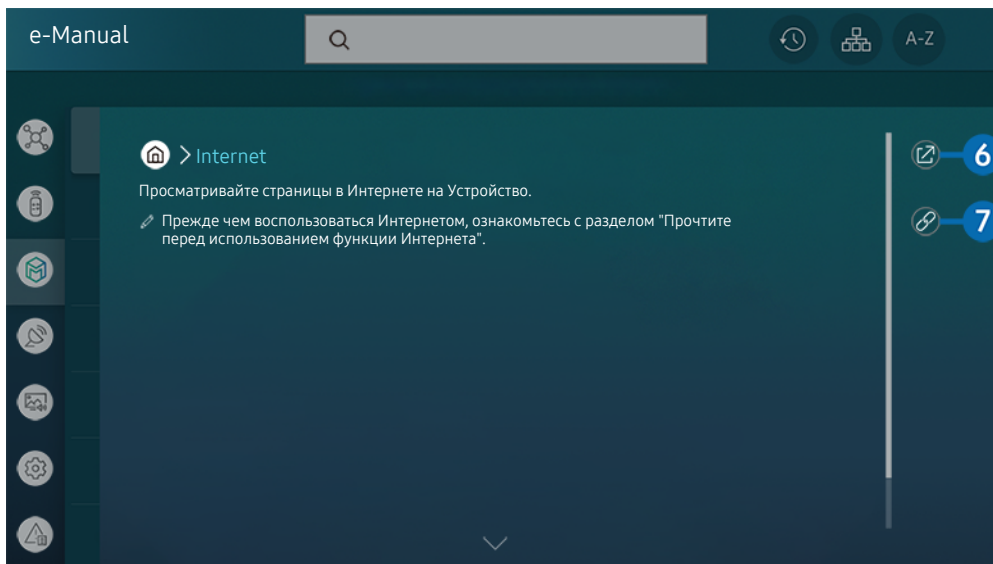 e-Manual
A-Z
> Internet
6
Просматривайте страницы в Интернете на Устройство.
Прежде чем воспользоваться Интернетом, ознакомьтесь с разделом "Прочтите
перед использованием функции Интернета".
7